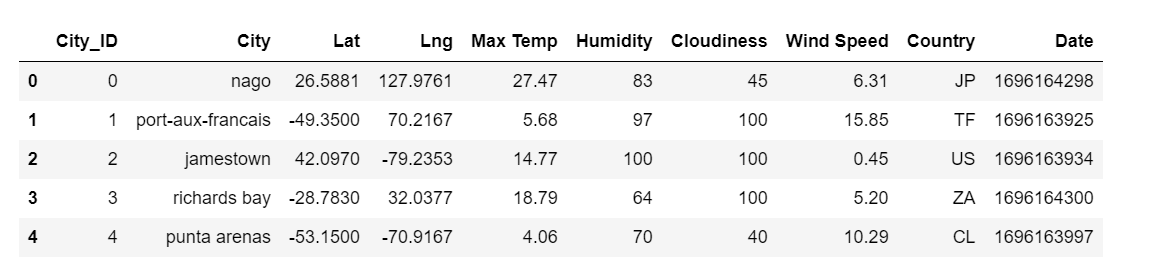 City_ID City Lat Lng Max Temp Humidity Cloudiness Wind Speed Country Date
0 0 nago 26.5881 127.9761 27.47 83 45 6.31 JP 1696164298
1 1 port-aux-francais -49.3500 70.2167 5.68 97 100 15.85 TF 1696163925
2 2 jamestown 42.0970 -79.2353 14.77 100 100 0.45 US 1696163934
3 3 richards bay -28.7830 32.0377 18.79 64 100 5.20 ZA 1696164300
4 4 punta arenas -53.1500 -70.9167 4.06 70 40 10.29 CL 1696163997